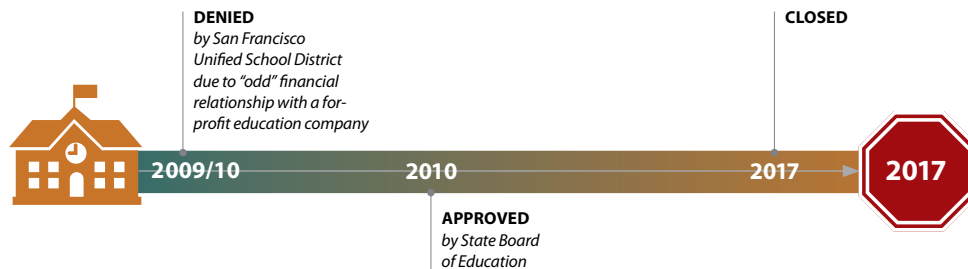 DENIED
by San Francisco
Unified School District
due to “odd” financial
relationship with a for-
profit education company
CLOSED
2009/10
2010
2017
2017
APPROVED
by State Board
of Education